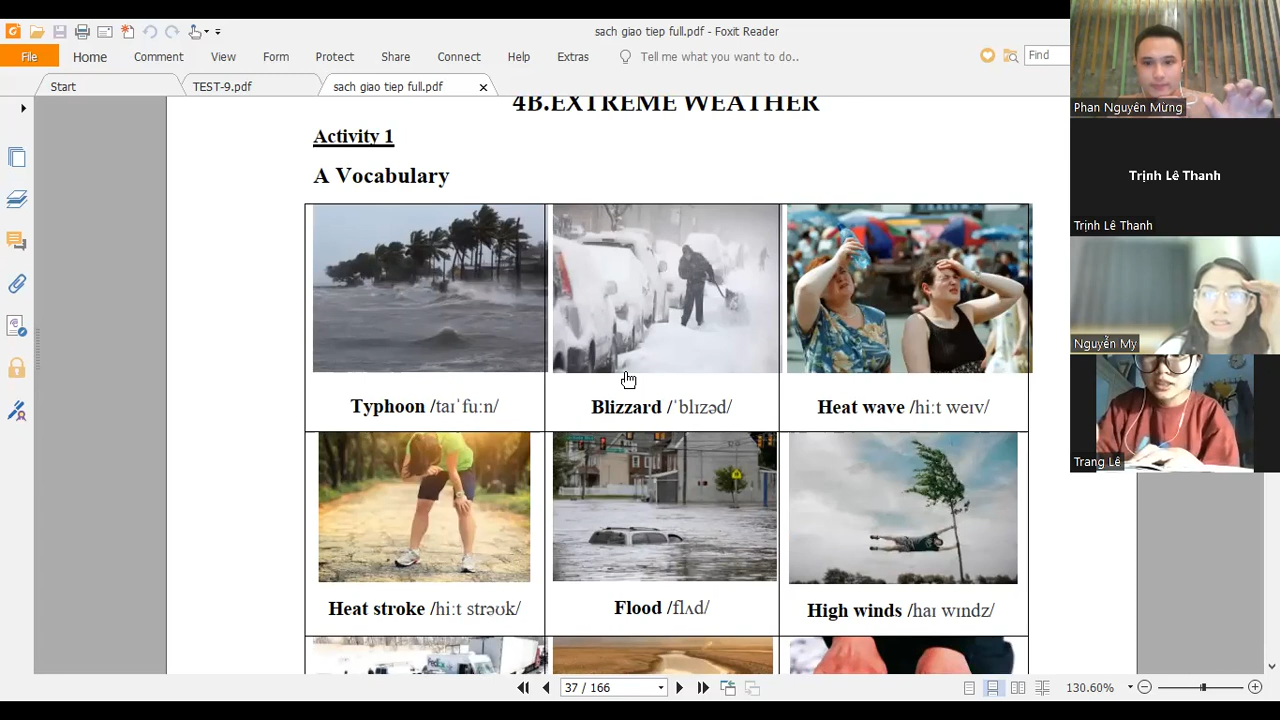 sach giao tiep full.pdf - Foxit Reader
File Home Comment View Form Protect Share Connect Help Extras Tell me what you want to do.. Find
Start TEST-9.pdf sach giao tiep full.pdf
4B.EXTREME WEATHER
Activity 1
A Vocabulary
Typhoon /taɪˈfuːn/ Blizzard /ˈblɪzəd/ Heat wave /hiːt weɪv/
Heat stroke /hiːt strəʊk/ Flood /flʌd/ High winds /haɪ wɪndz/
FedEx
37 / 166
130.60%
Phan Nguyên Mừng
Trịnh Lê Thanh
Trịnh Lê Thanh
Nguyễn My
Trang Lê